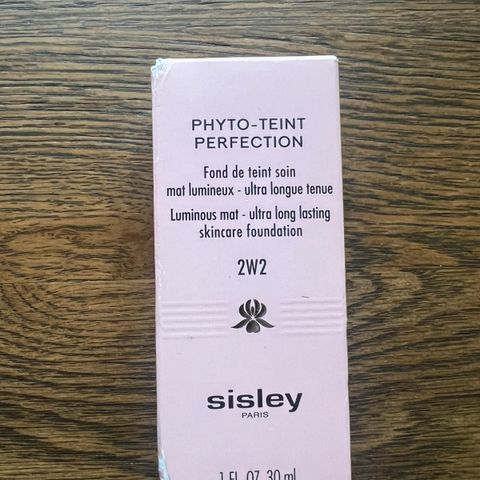 PHYTO-TEINT
PERFECTION
Fond de teint soin
mat lumineux - ultra longue tenue
Luminous mat - ultra long lasting
skincare foundation
2W2
sisley
PARIS
1 FL. OZ. 30 ml